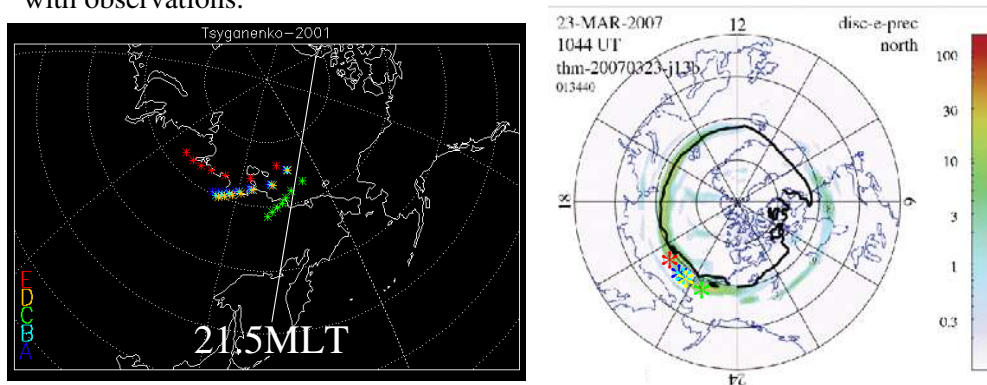 with observations.
Tsyganenko-2001
E
D
C
B
A
21.5MLT
23-MAR-2007
1044 UT
thm-20070323-j13b
013440
disc-e-prec
north
12
18
6
24
100
30
10
3
1
0.3